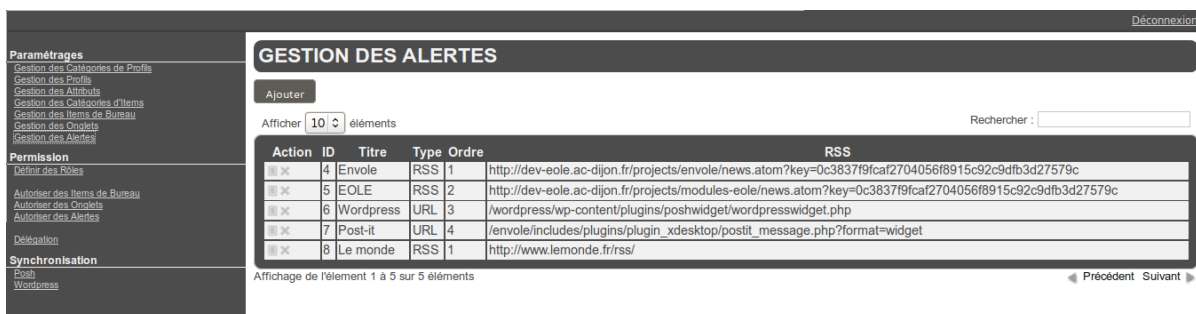 Déconnexion
Paramétrages
Gestion des Catégories de Profils
Gestion des Profils
Gestion des Attributs
Gestion des Catégories d'Items
Gestion des Items de Bureau
Gestion des Onglets
Gestion des Alertes
Permission
Définir des Rôles
Autoriser des Items de Bureau
Autoriser des Onglets
Autoriser des Alertes
Délégation
Synchronisation
Posh
Wordpress
GESTION DES ALERTES
Ajouter
Afficher 10 éléments
Rechercher :
Action ID Titre Type Ordre RSS
4 Envole RSS 1 http://dev-eole.ac-dijon.fr/projects/envole/news.atom?key=0c3837f9fcaf2704056f8915c92c9dfb3d27579c
5 EOLE RSS 2 http://dev-eole.ac-dijon.fr/projects/modules-eole/news.atom?key=0c3837f9fcaf2704056f8915c92c9dfb3d27579c
6 Wordpress URL 3 /wordpress/wp-content/plugins/poshwidget/wordpresswidget.php
7 Post-it URL 4 /envole/includes/plugins/plugin_xdesktop/postit_message.php?format=widget
8 Le monde RSS 1 http://www.lemonde.fr/rss/
Affichage de l'élement 1 à 5 sur 5 éléments
Précédent Suivant